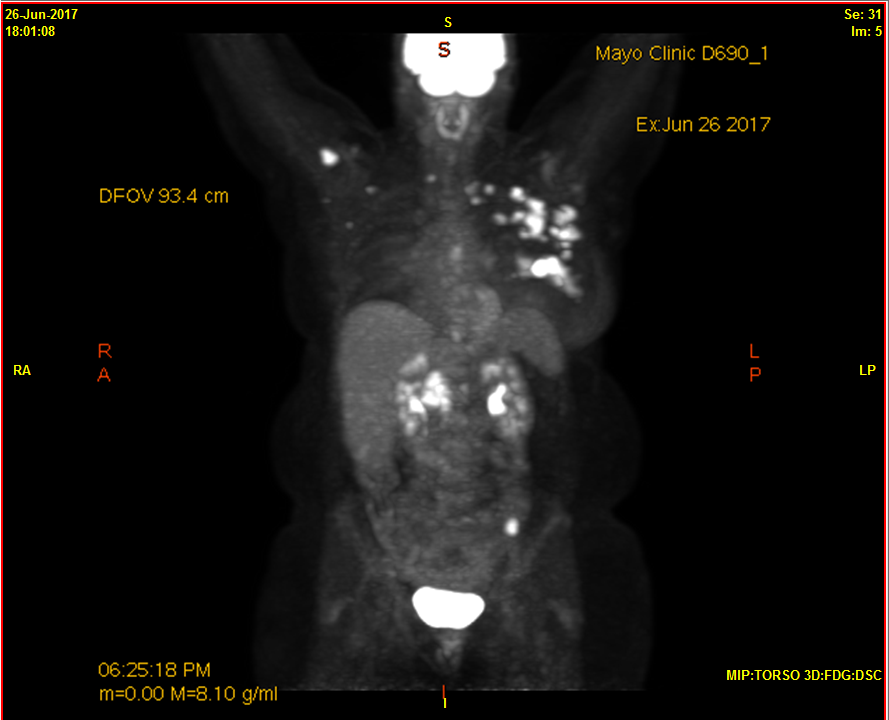 26-Jun-2017
18:01:08
S
Se: 31
Im: 5
S
Mayo Clinic D690_1
Ex:Jun 26 2017
DFOV 93.4 cm
R
A
L
P
RA
LP
06:25:18 PM
m=0.00 M=8.10 g/ml
MIP:TORSO 3D:FDG:DSC
I